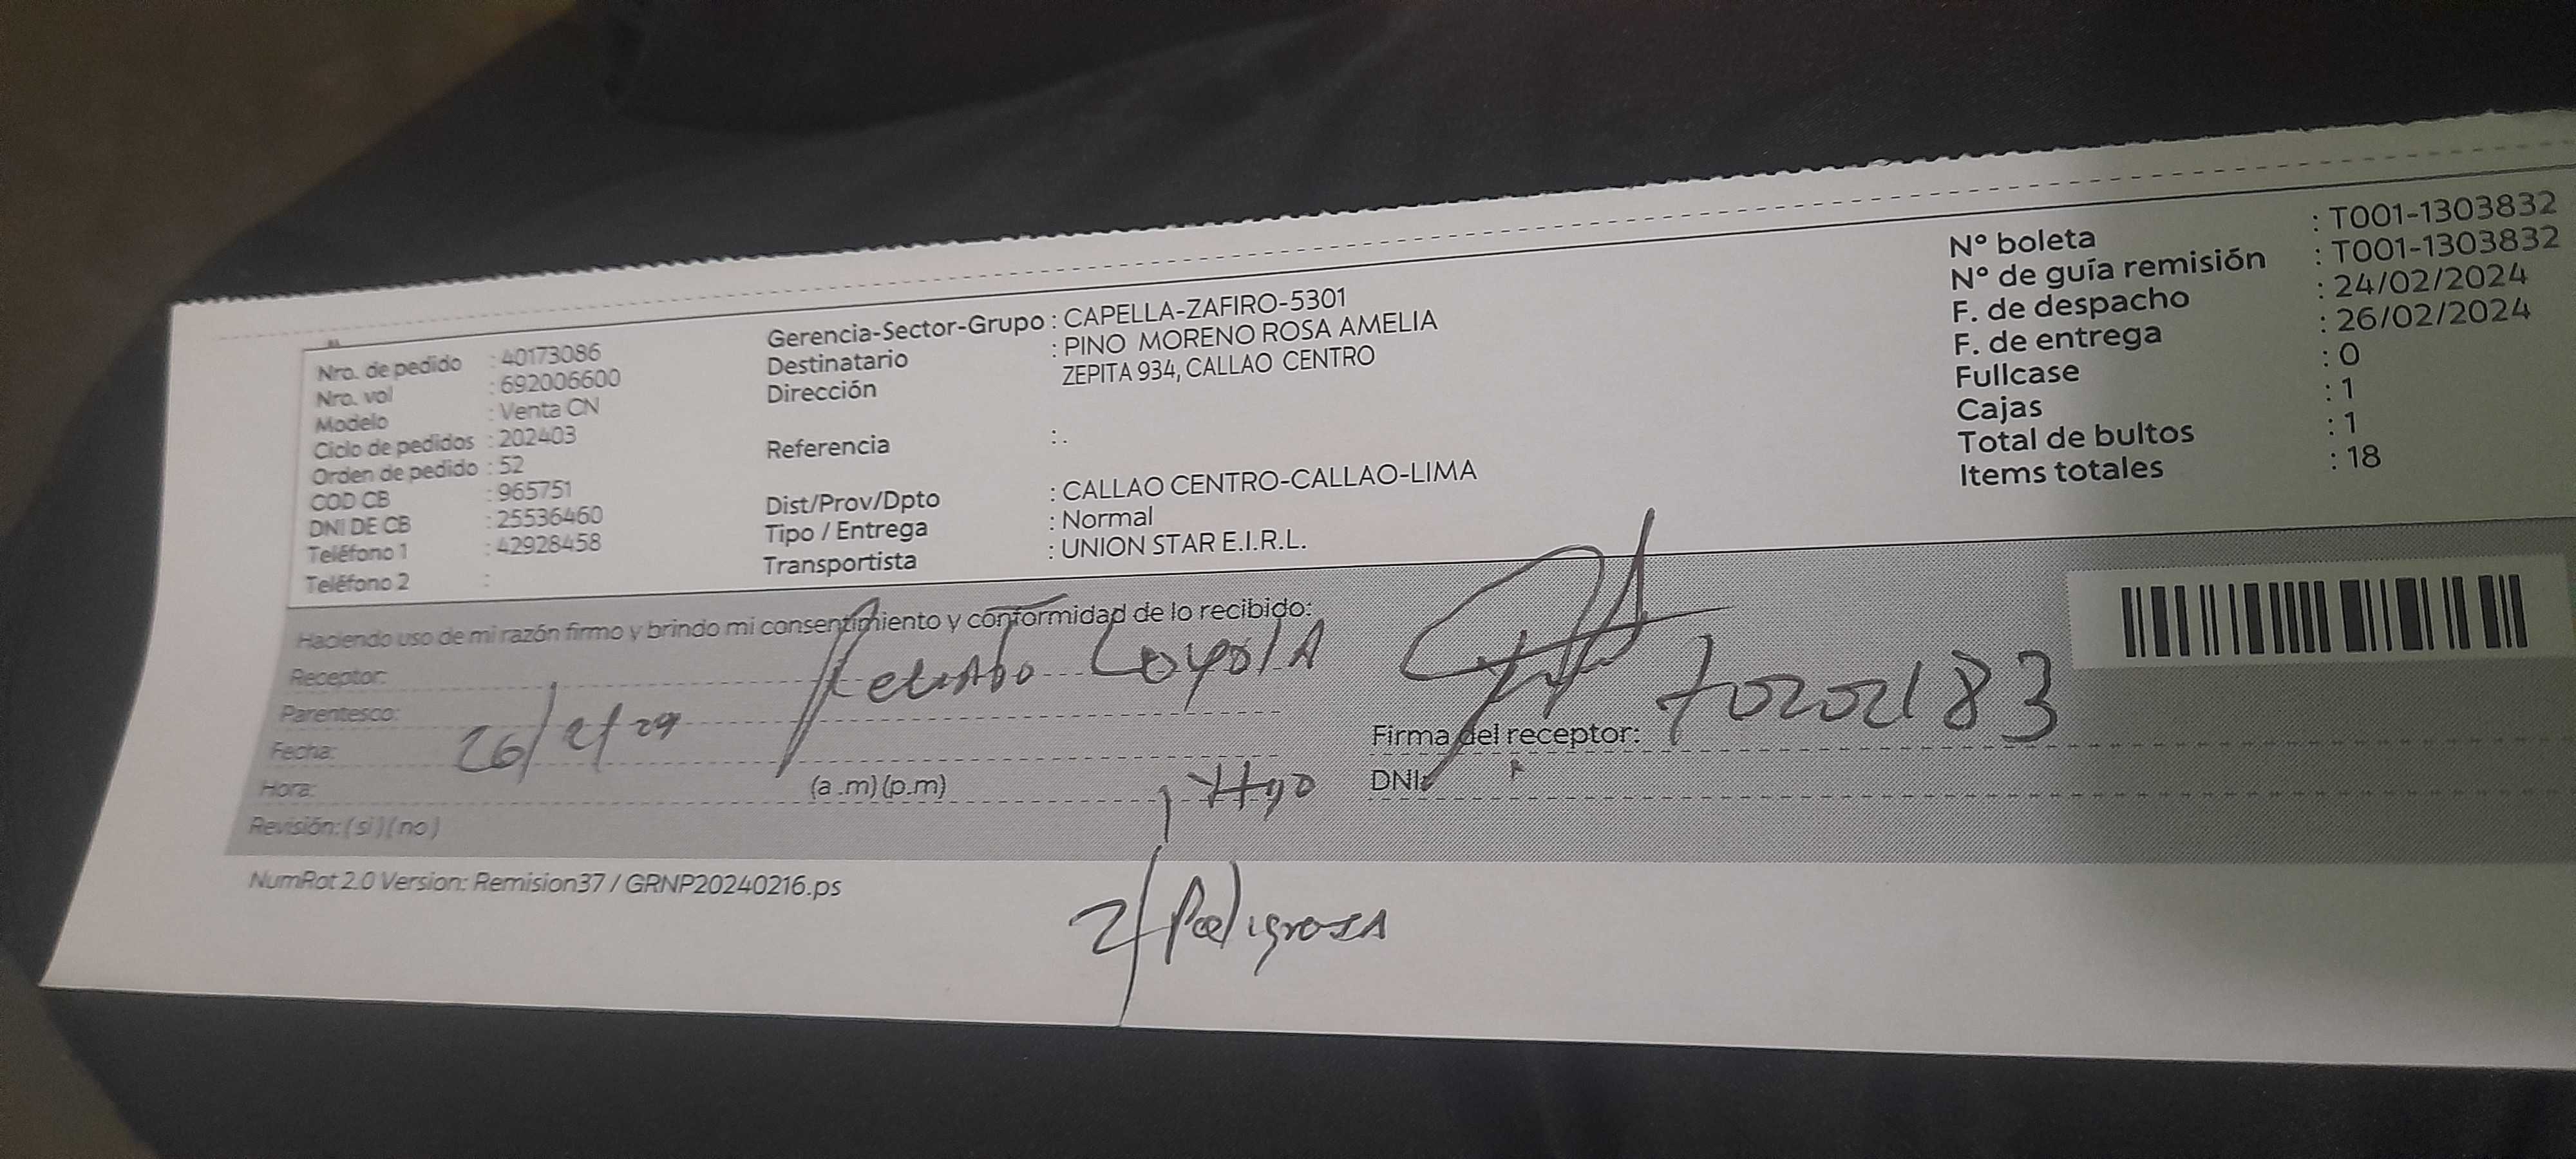 Nro. de pedido : 40173086
Nro. vol : 692006600
Modelo : Venta CN
Ciclo de pedidos : 202403
Orden de pedido : 52
COD CB : 965751
DNI DE CB : 25536460
Teléfono 1 : 42928458
Teléfono 2 :
Gerencia-Sector-Grupo : CAPELLA-ZAFIRO-5301
Destinatario : PINO MORENO ROSA AMELIA
Dirección ZEPITA 934, CALLAO CENTRO
Referencia :.
Dist/Prov/Dpto : CALLAO CENTRO-CALLAO-LIMA
Tipo / Entrega : Normal
Transportista : UNION STAR E.I.R.L.
N° boleta : T001-1303832
N° de guía remisión : T001-1303832
F. de despacho : 24/02/2024
F. de entrega : 26/02/2024
Fullcase : 0
Cajas : 1
Total de bultos : 1
Items totales : 18
Haciendo uso de mi razón firmo y brindo mi consentimiento y conformidad de lo recibido:
Receptor: Loyola
Parentesco:
Fecha: 26/2/24
Hora: (a.m)(p.m)
Revisión: (si)(no)
Firma del receptor: 70202183
DNI:
NumRot 2.0 Version: Remision37 / GRNP20240216.ps
Z/Peligrosa